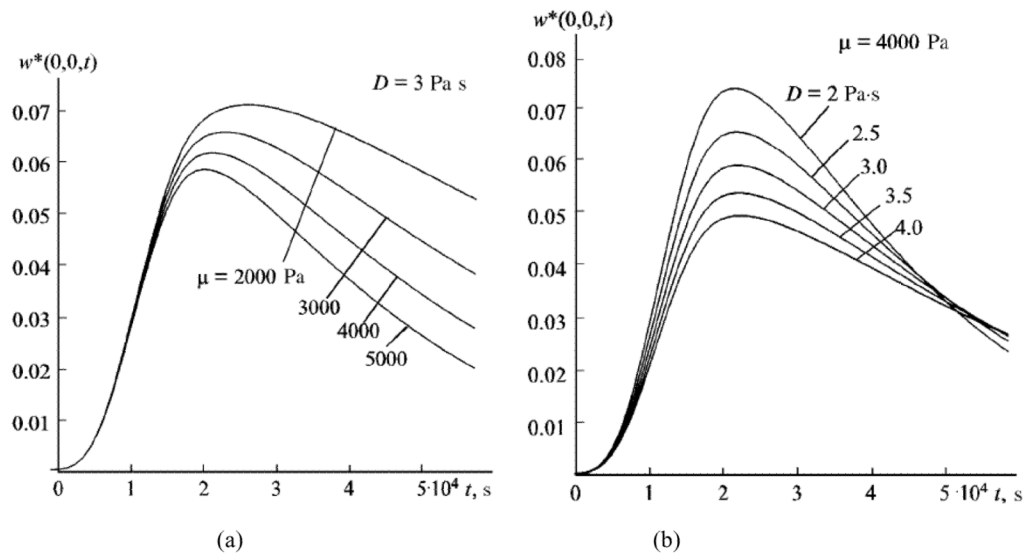 w*(0,0,t)
D = 3 Pa s
0.07
0.06
0.05
0.04
0.03
0.02
0.01
μ = 2000 Pa
3000
4000
5000
0 1 2 3 4 5·10⁴ t, s
(a)
w*(0,0,t)
μ = 4000 Pa
0.08
0.07
0.06
0.05
0.04
0.03
0.02
0.01
D = 2 Pa·s
2.5
3.0
3.5
4.0
0 1 2 3 4 5 10⁴ t, s
(b)